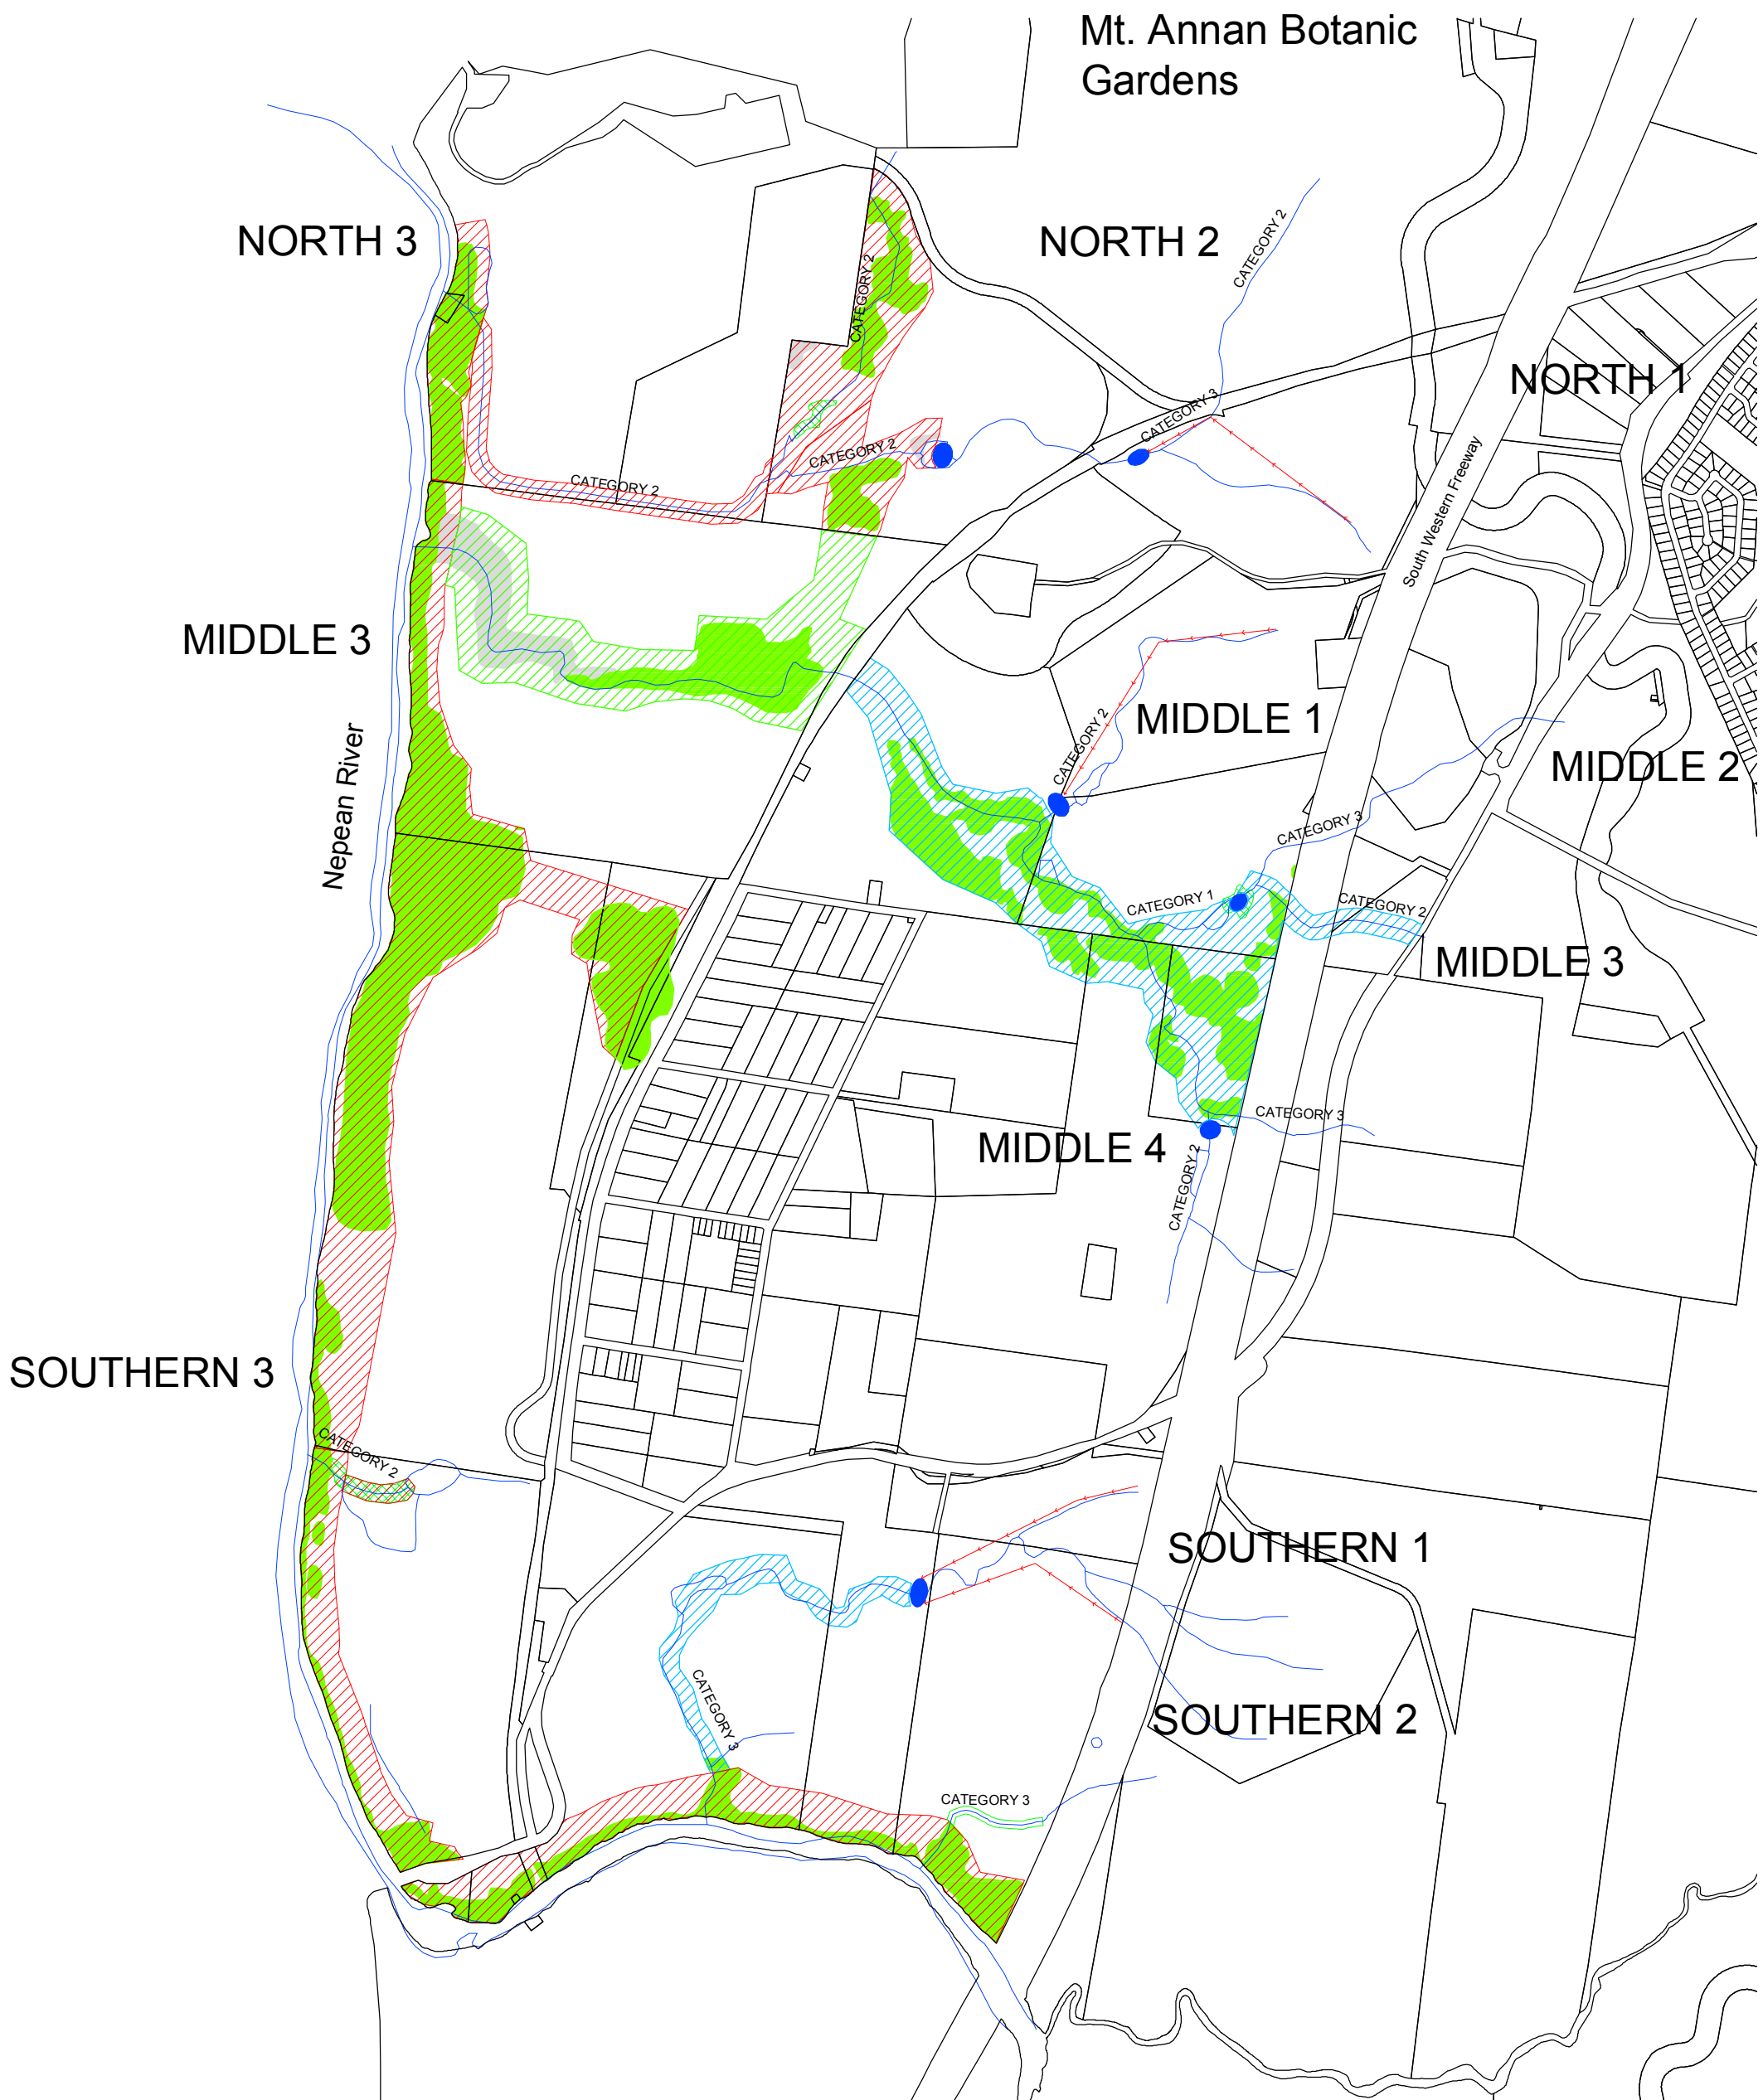 Mt. Annan Botanic
Gardens
NORTH 3
NORTH 2
CATEGORY 2
CATEGORY 2
NORTH 1
CATEGORY 3
CATEGORY 2
CATEGORY 2
South Western Freeway
MIDDLE 3
MIDDLE 1
CATEGORY 2
MIDDLE 2
Nepean River
CATEGORY 3
CATEGORY 1
CATEGORY 2
MIDDLE 3
CATEGORY 3
MIDDLE 4
CATEGORY 2
SOUTHERN 3
CATEGORY 2
SOUTHERN 1
CATEGORY 3
SOUTHERN 2
CATEGORY 3